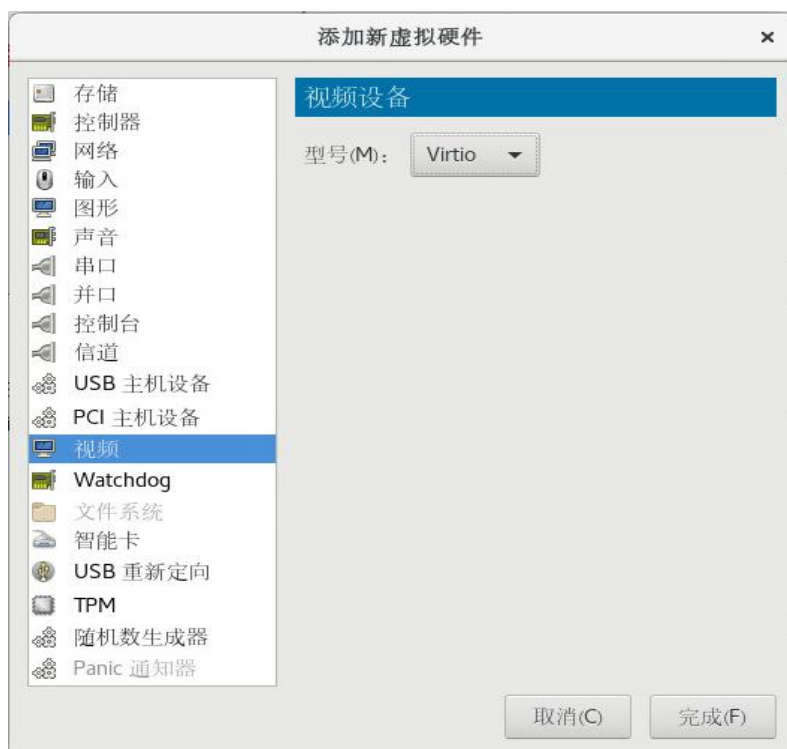 添加新虚拟硬件
存储
控制器
网络
输入
图形
声音
串口
并口
控制台
信道
USB 主机设备
PCI 主机设备
视频
Watchdog
文件系统
智能卡
USB 重新定向
TPM
随机数生成器
Panic 通知器
视频设备
型号(M)： Virtio
取消(C) 完成(F)